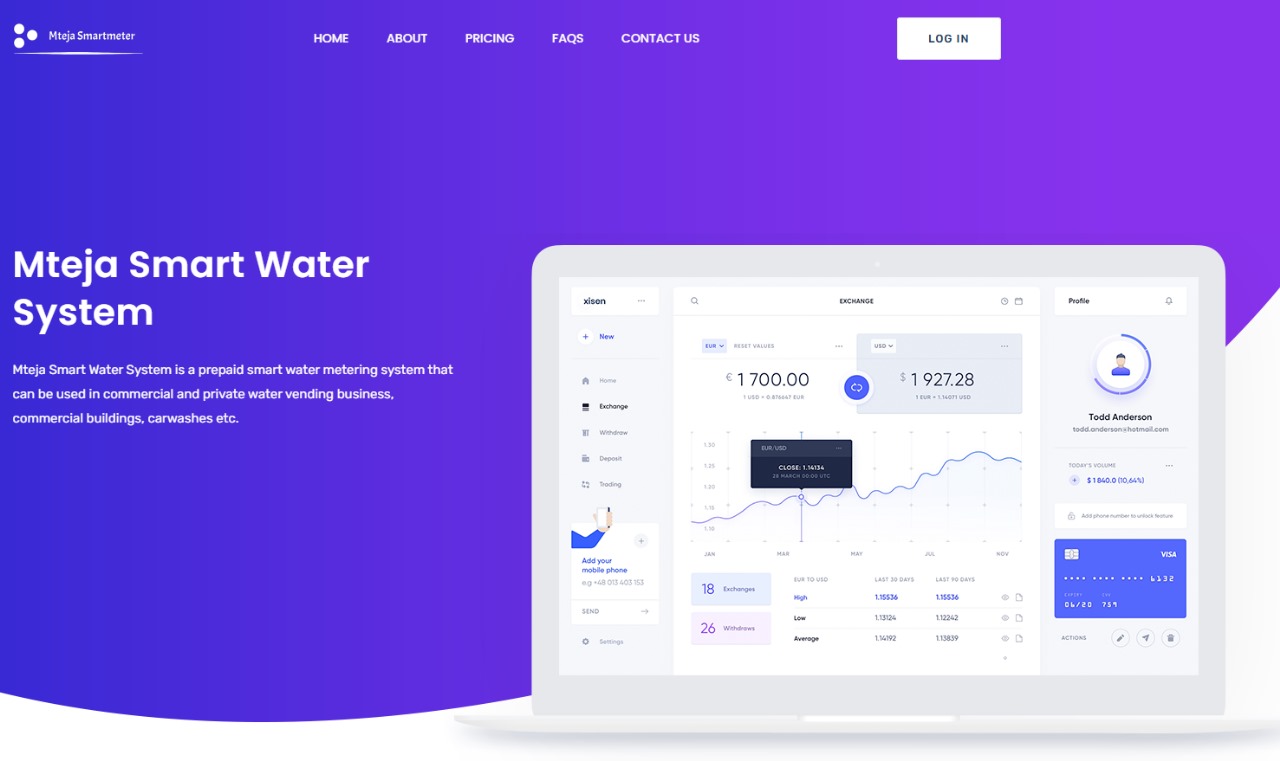 Mteja Smartmeter
HOME ABOUT PRICING FAQS CONTACT US
LOG IN
Mteja Smart Water
System
Mteja Smart Water System is a prepaid smart water metering system that
can be used in commercial and private water vending business,
commercial buildings, carwashes etc.
xison
New
Home
Exchange
Withdraw
Deposit
Trading
Add your
mobile phone
e.g +48 013 403 153
SEND
Settings
EXCHANGE
EUR RESET VALUES
€ 1 700.00
1 USD = 0.876667 EUR
USD
$ 1 927.28
1 EUR = 1.14071 USD
1.30
1.25
1.20
1.15
1.10
EUR/USD
CLOSE: 1.14134
28 MARCH 00:00 UTC
JAN MAR MAY JUL NOV
18 Exchanges
26 Withdraws
EUR TO USD LAST 30 DAYS LAST 90 DAYS
High 1.15536 1.15536
Low 1.13124 1.12242
Average 1.14192 1.13839
Profile
Todd Anderson
todd.anderson@hotmail.com
TODAY'S VOLUME
$ 1 840.0 (10,64%)
Add phone number to unlock feature
VISA
•••• •••• •••• 6132
EXPIRY CVV
06/20 759
ACTIONS